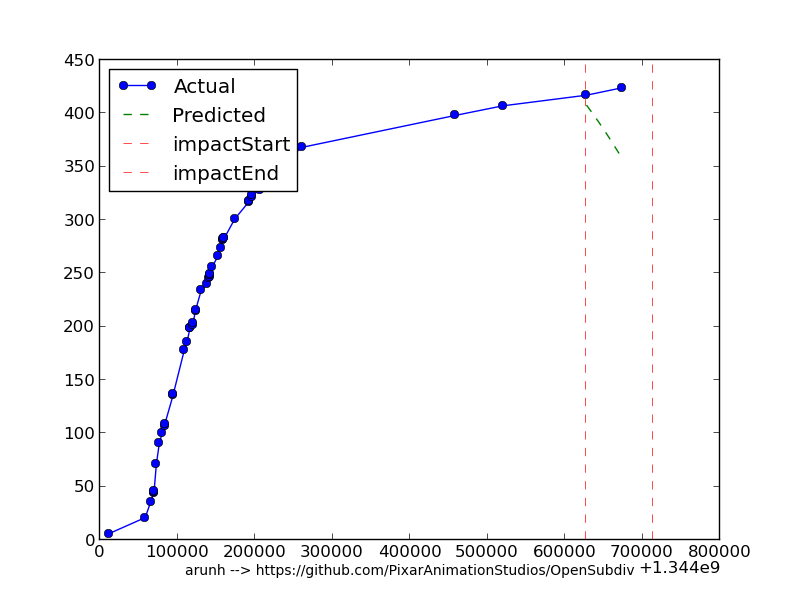 450
400
350
300
250
200
150
100
50
0
Actual
Predicted
impactStart
impactEnd
0 100000 200000 300000 400000 500000 600000 700000 800000
arunh --> https://github.com/PixarAnimationStudios/OpenSubdiv +1.344e9